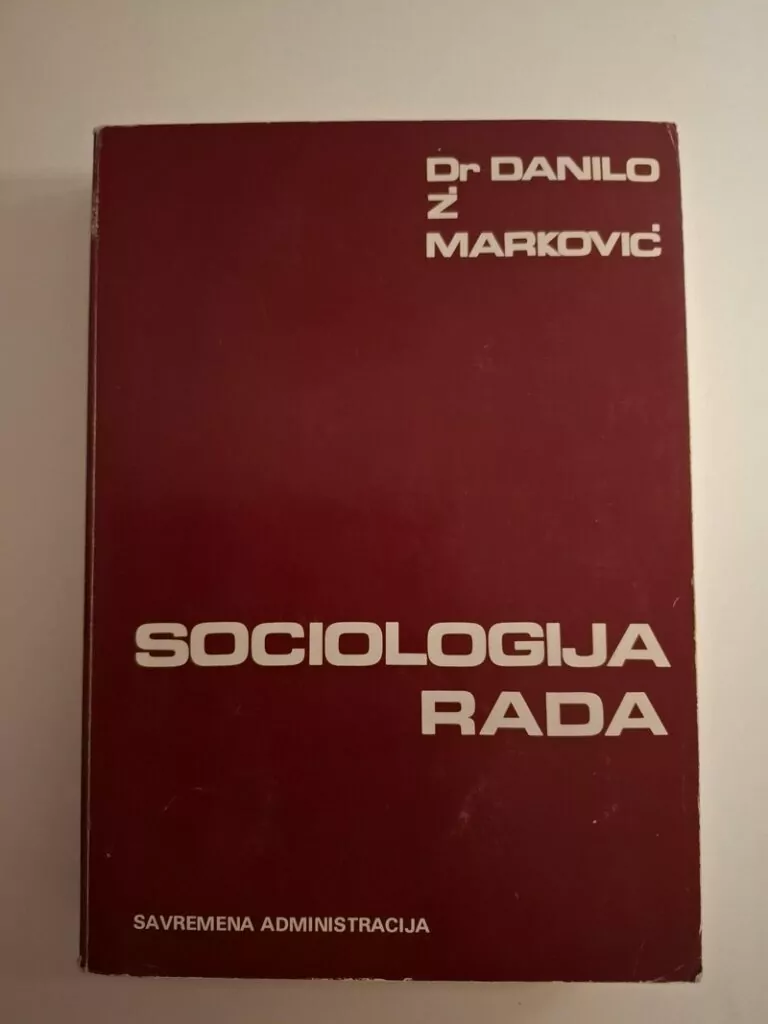 Dr DANILO
Ž.
MARKOVIĆ
SOCIOLOGIJA
RADA
SAVREMENA ADMINISTRACIJA